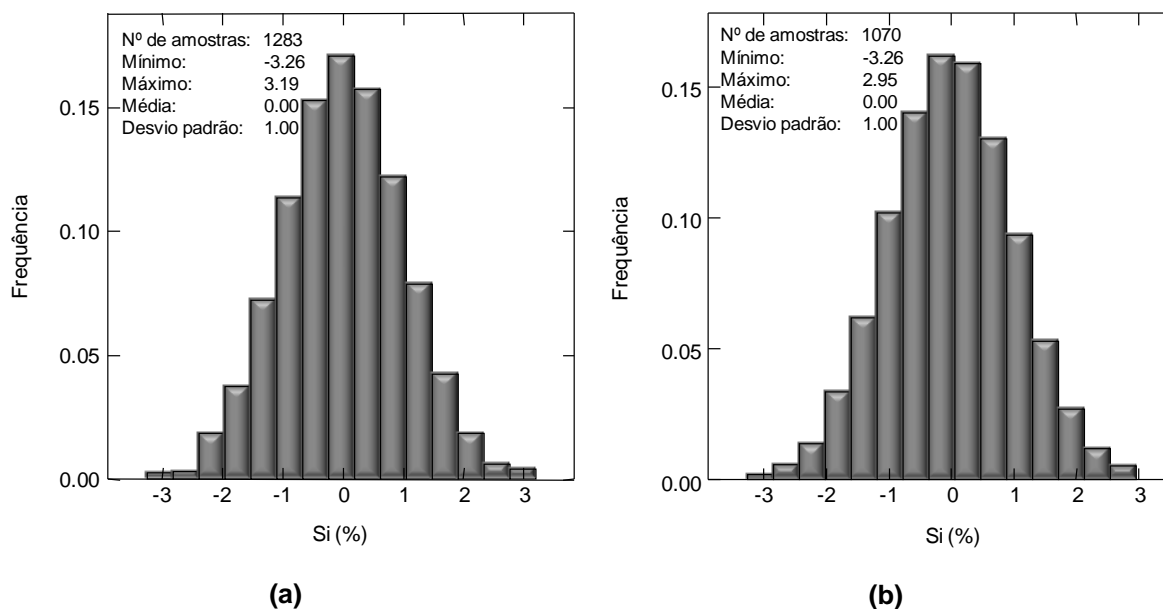 Nº de amostras: 1283
Mínimo: -3.26
Máximo: 3.19
Média: 0.00
Desvio padrão: 1.00
0.15
0.10
0.05
0.00
Frequência
-3 -2 -1 0 1 2 3
Si (%)
(a)
Nº de amostras: 1070
Mínimo: -3.26
Máximo: 2.95
Média: 0.00
Desvio padrão: 1.00
0.15
0.10
0.05
0.00
Frequência
-3 -2 -1 0 1 2 3
Si (%)
(b)